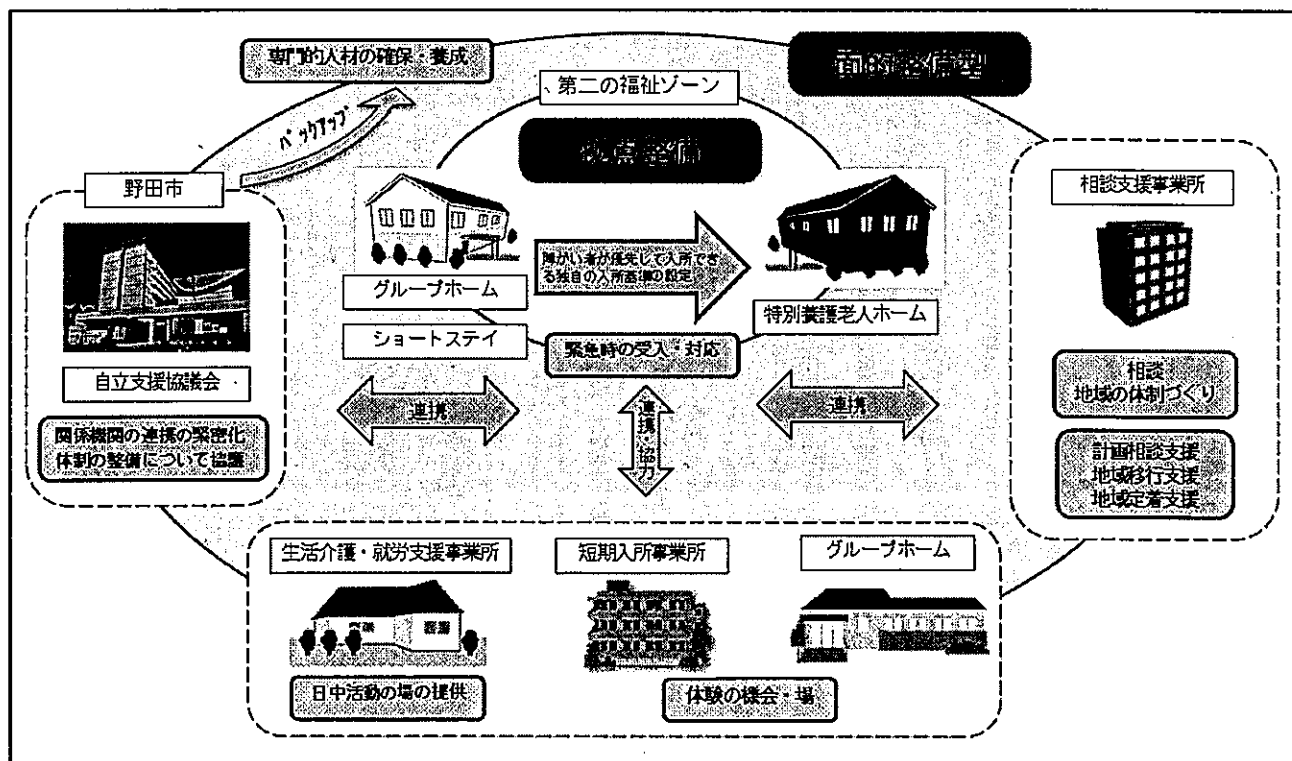 専門的人材の確保・養成
面的整備型
第二の福祉ゾーン
バックアップ
拠点整備
野田市
相談支援事業所
障がい者が優先して入所でき
る独自の入所基準の設定
グループホーム
特別養護老人ホーム
ショートステイ
緊急時の受入・対応
自立支援協議会
相談
地域の体制づくり
連携
連携
連携・協力
関係機関の連携の緊密化
体制の整備について協議
計画相談支援
地域移行支援
地域定着支援
生活介護・就労支援事業所
短期入所事業所
グループホーム
日中活動の場の提供
体験の機会・場